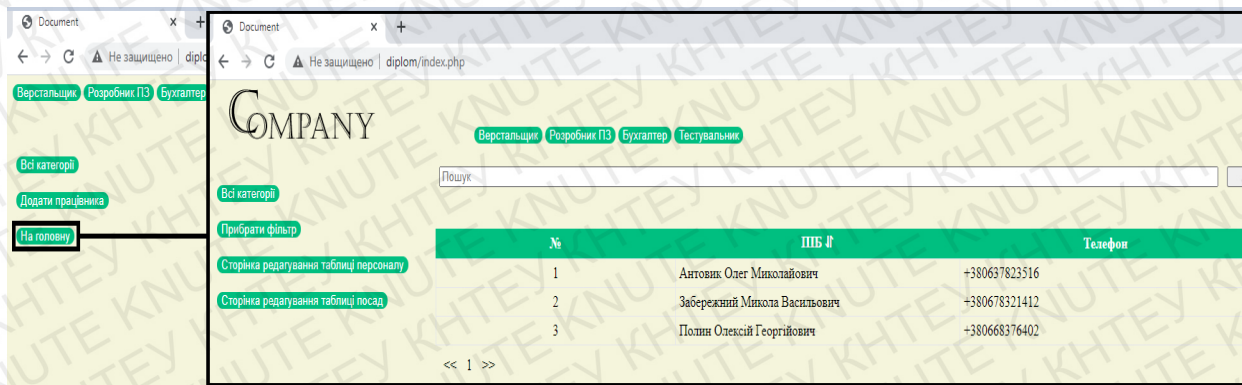 Document x +
Не защищено diplo
Верстальщик Розробник ПЗ Бухгалтер
Всі категорії
Додати працівника
На головну
Document x +
Не защищено diplom/index.php
COMPANY
Верстальщик Розробник ПЗ Бухгалтер Тестувальник
Пошук
Всі категорії
Прибрати фільтр
Сторінка редагування таблиці персоналу
Сторінка редагування таблиці посад
№ ПІБ ⇵ Телефон
1 Антовик Олег Миколайович +380637823516
2 Забережний Микола Васильович +380678321412
3 Полин Олексій Георгійович +380668376402
<< 1 >>
KNUTE KHTEY